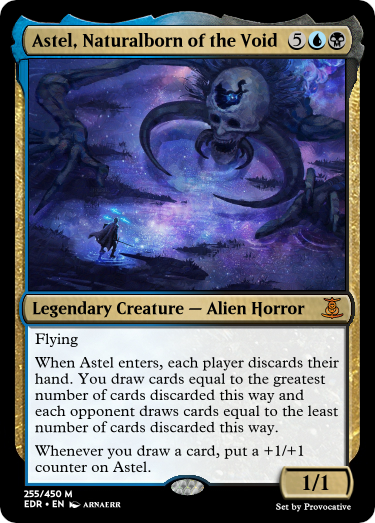 Astel, Naturalborn of the Void 5
Legendary Creature — Alien Horror
Flying
When Astel enters, each player discards their
hand. You draw cards equal to the greatest
number of cards discarded this way and
each opponent draws cards equal to the least
number of cards discarded this way.
Whenever you draw a card, put a +1/+1
counter on Astel.
1/1
255/450 M
EDR • EN ARNAERR
Set by Provocative